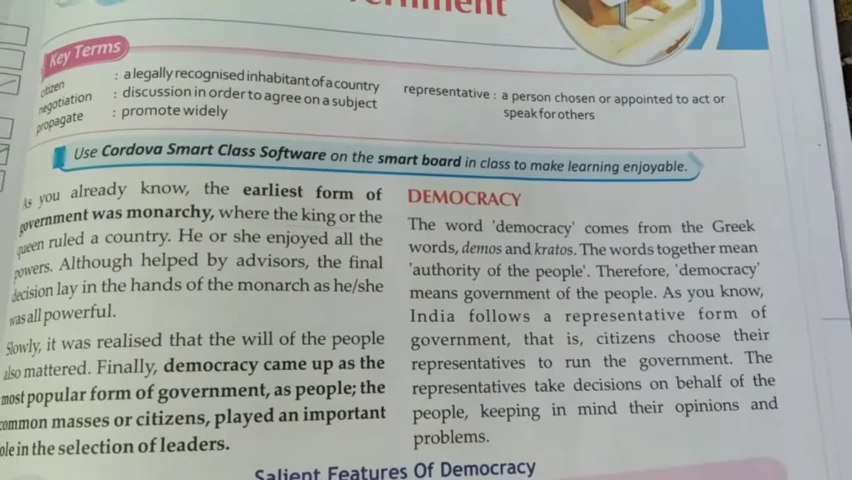 Key Terms
citizen : a legally recognised inhabitant of a country
negotiation : discussion in order to agree on a subject
propagate : promote widely
representative : a person chosen or appointed to act or
speak for others
Use Cordova Smart Class Software on the smart board in class to make learning enjoyable.
As you already know, the earliest form of
government was monarchy, where the king or the
queen ruled a country. He or she enjoyed all the
powers. Although helped by advisors, the final
decision lay in the hands of the monarch as he/she
was all powerful.
Slowly, it was realised that the will of the people
also mattered. Finally, democracy came up as the
most popular form of government, as people; the
common masses or citizens, played an important
role in the selection of leaders.
DEMOCRACY
The word 'democracy' comes from the Greek
words, demos and kratos. The words together mean
'authority of the people'. Therefore, 'democracy'
means government of the people. As you know,
India follows a representative form of
government, that is, citizens choose their
representatives to run the government. The
representatives take decisions on behalf of the
people, keeping in mind their opinions and
problems.
Salient Features Of Democracy